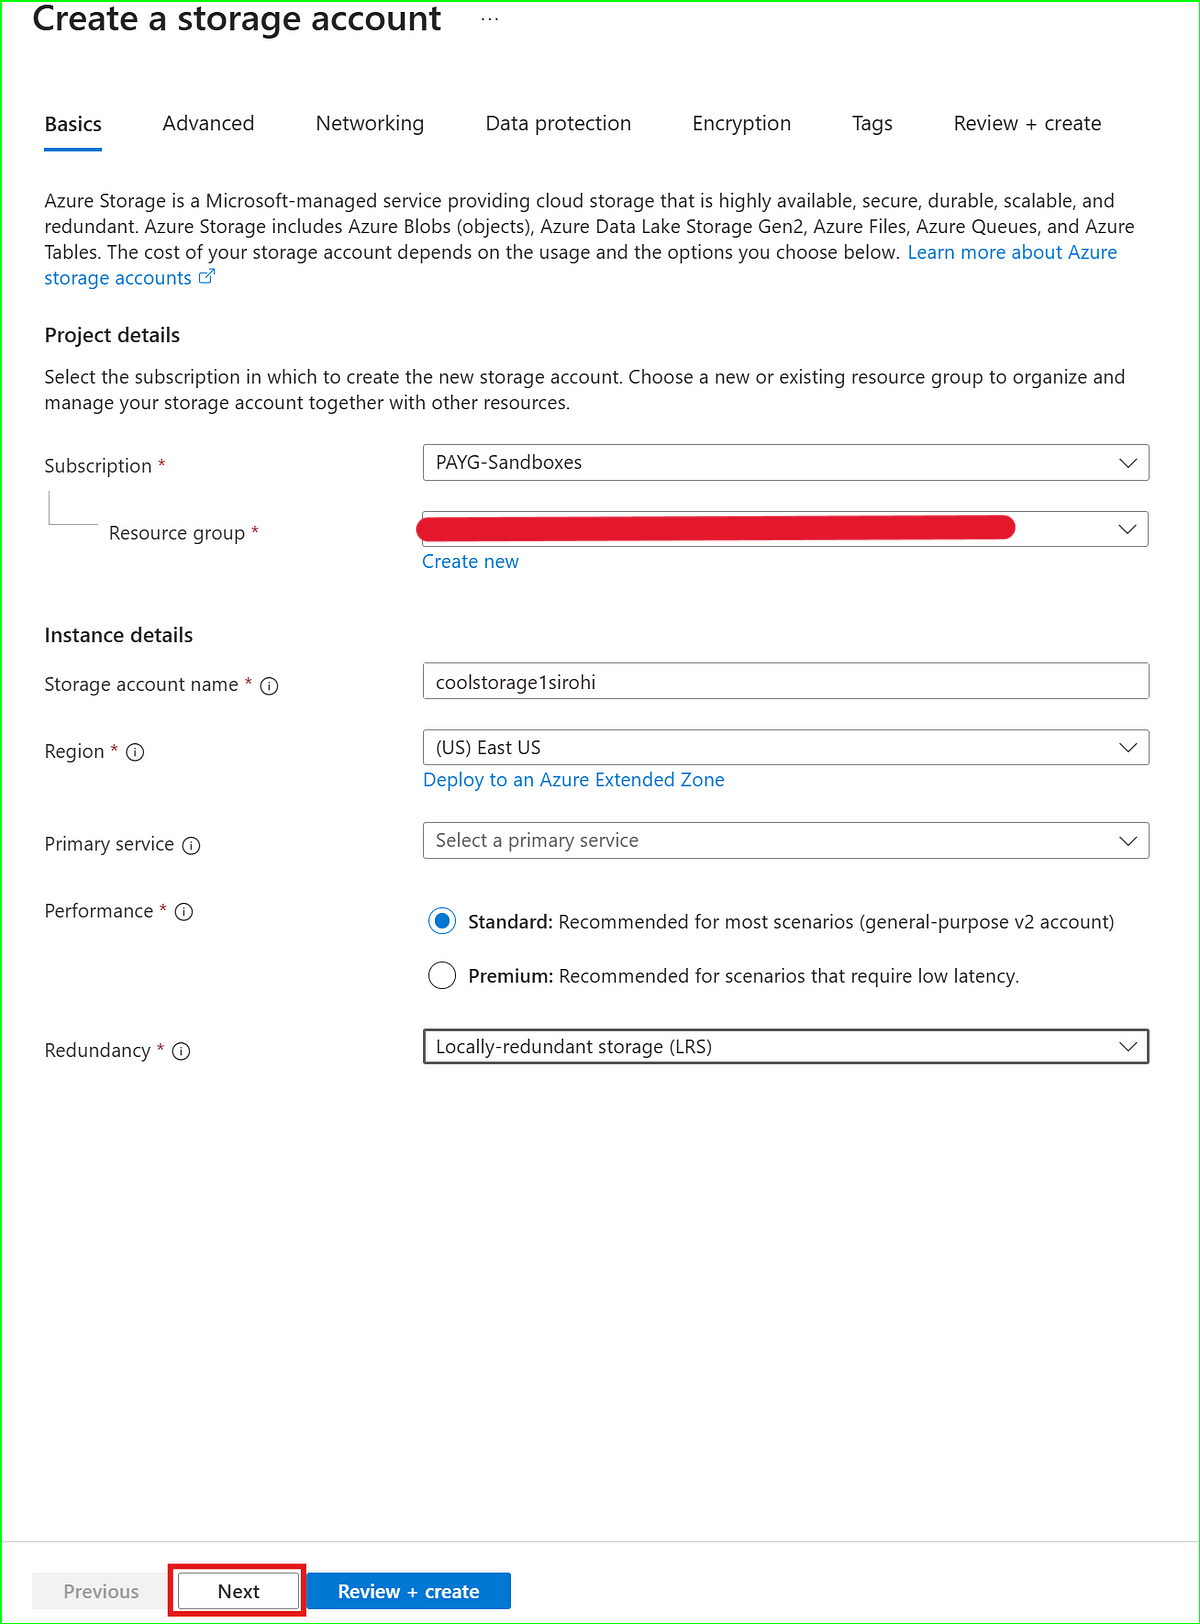 Create a storage account ...
Basics Advanced Networking Data protection Encryption Tags Review + create
Azure Storage is a Microsoft-managed service providing cloud storage that is highly available, secure, durable, scalable, and
redundant. Azure Storage includes Azure Blobs (objects), Azure Data Lake Storage Gen2, Azure Files, Azure Queues, and Azure
Tables. The cost of your storage account depends on the usage and the options you choose below. Learn more about Azure
storage accounts
Project details
Select the subscription in which to create the new storage account. Choose a new or existing resource group to organize and
manage your storage account together with other resources.
Subscription * PAYG-Sandboxes
Resource group *
Create new
Instance details
Storage account name * coolstorage1sirohi
Region * (US) East US
Deploy to an Azure Extended Zone
Primary service Select a primary service
Performance * Standard: Recommended for most scenarios (general-purpose v2 account)
Premium: Recommended for scenarios that require low latency.
Redundancy * Locally-redundant storage (LRS)
Previous Next Review + create